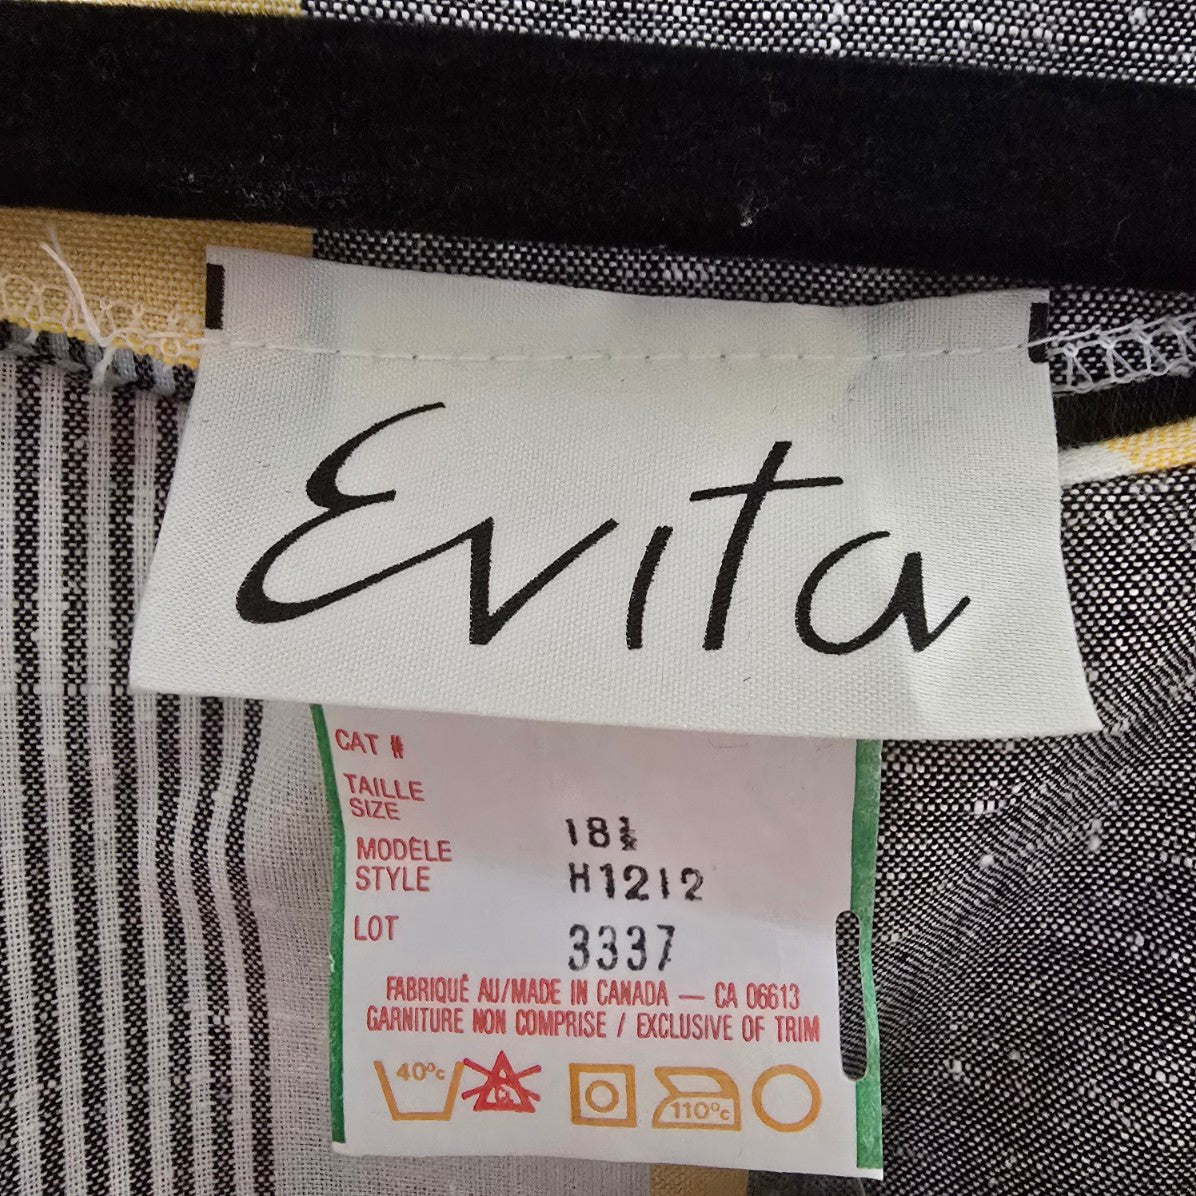 Evita
CAT #
TAILLE
SIZE 18½
MODÈLE
STYLE H1212
LOT 3337
FABRIQUÉ AU/MADE IN CANADA — CA 06613
GARNITURE NON COMPRISE / EXCLUSIVE OF TRIM
40°C 110°C